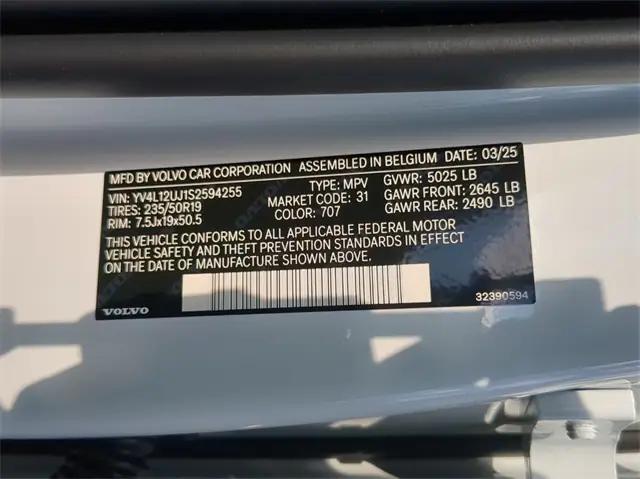 MFD BY VOLVO CAR CORPORATION ASSEMBLED IN BELGIUM DATE: 03/25
VIN: YV4L12UJ1S2594255 TYPE: MPV GVWR: 5025 LB
TIRES: 235/50R19 MARKET CODE: 31 GAWR FRONT: 2645 LB
RIM: 7.5Jx19x50.5 COLOR: 707 GAWR REAR: 2490 LB
THIS VEHICLE CONFORMS TO ALL APPLICABLE FEDERAL MOTOR
VEHICLE SAFETY AND THEFT PREVENTION STANDARDS IN EFFECT
ON THE DATE OF MANUFACTURE SHOWN ABOVE.
VOLVO 32390594